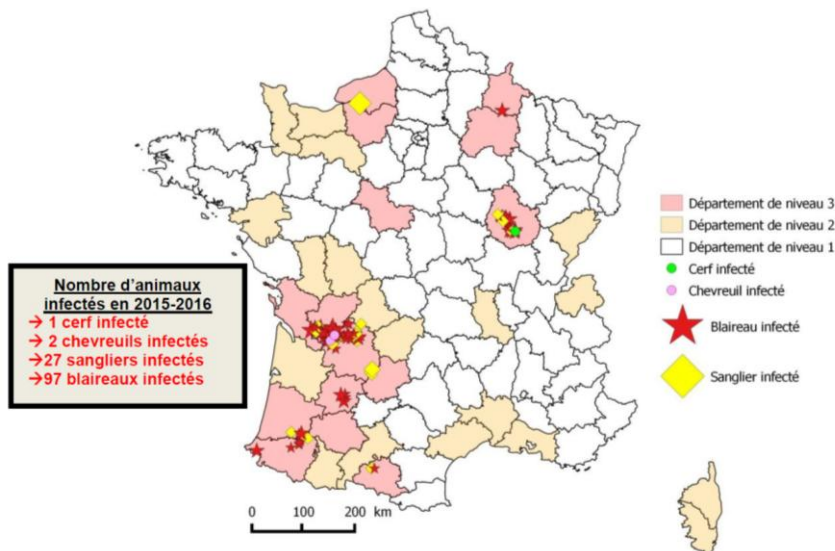 Département de niveau 3
Département de niveau 2
Département de niveau 1
Cerf infecté
Chevreuil infecté
Blaireau infecté
Sanglier infecté
Nombre d'animaux
infectés en 2015-2016
→ 1 cerf infecté
→ 2 chevreuils infectés
→27 sangliers infectés
→97 blaireaux infectés
0 100 200 km